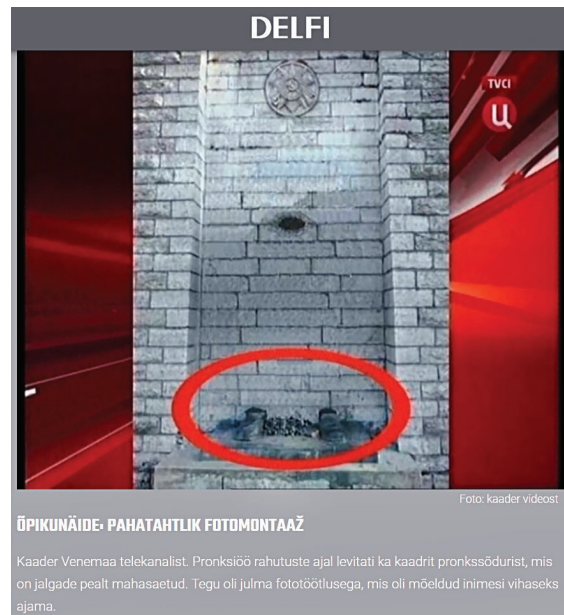 DELFI
TVCI
Ц
Foto: kaader videost
ÕPIKUNÄIDE: PAHATAHTLIK FOTOMONTAAŽ
Kaader Venemaa telekanalist. Pronksiöö rahutuste ajal levitati ka kaadrit pronkssõdurist, mis
on jalgade pealt mahasaetud. Tegu oli julma fototöötlusega, mis oli mõeldud inimesi vihaseks
ajama.